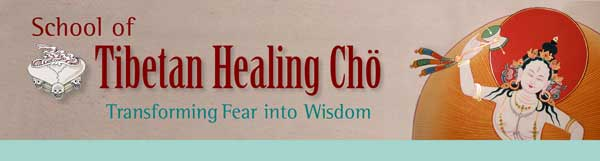 School of
Tibetan Healing Chö
Transforming Fear into Wisdom